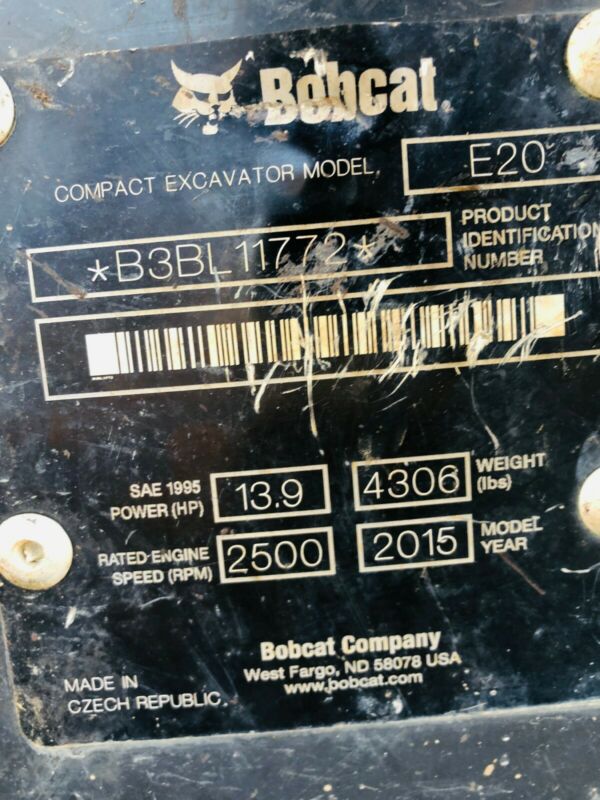 Bobcat
COMPACT EXCAVATOR MODEL E20
*B3BL11772*
PRODUCT
IDENTIFICATION
NUMBER
SAE 1995
POWER (HP) 13.9
4306 WEIGHT
(lbs)
RATED ENGINE
SPEED (RPM) 2500
2015 MODEL
YEAR
Bobcat Company
West Fargo, ND 58078 USA
www.bobcat.com
MADE IN
CZECH REPUBLIC